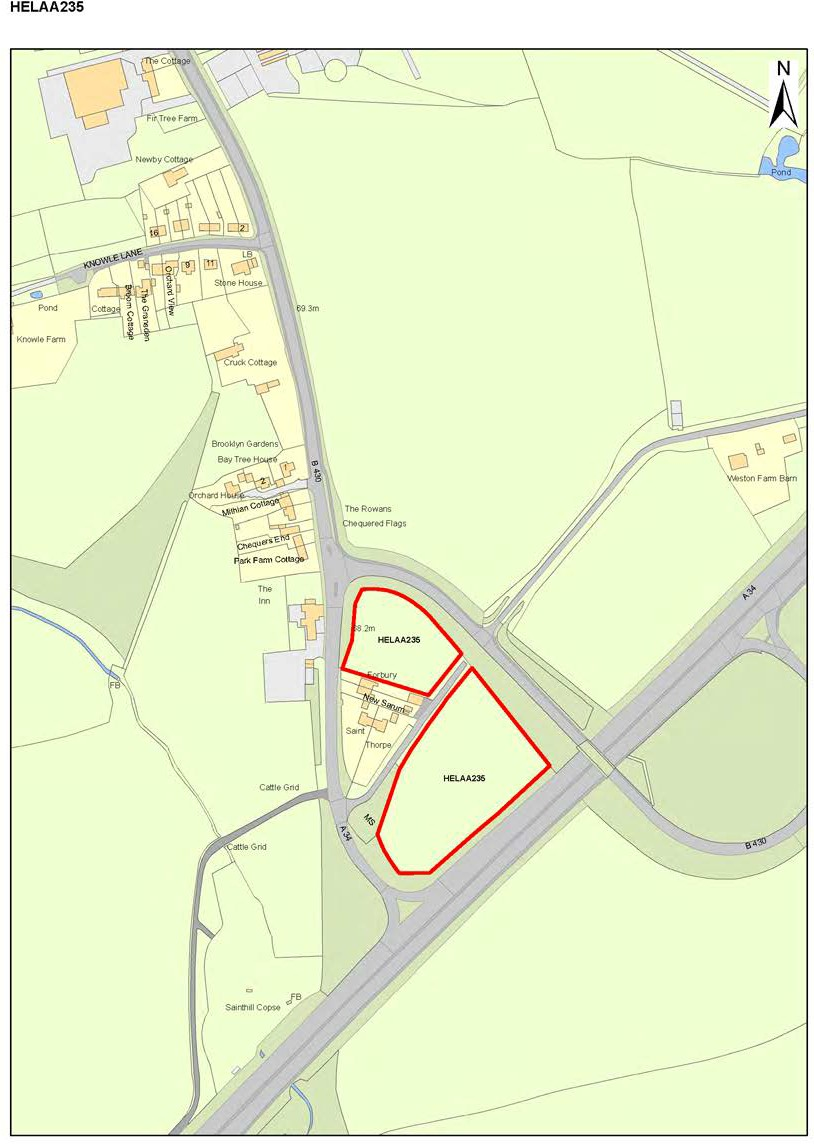 HELAA235
N
The Cottage
Fir Tree Farm
Newby Cottage
Pond
16
2
KNOWLE LANE
LB
9
11
Stone House
Orchard View
The Gransden
Broom Cottage
Cottage
Pond
Knowle Farm
69.3m
Cruck Cottage
Brooklyn Gardens
Bay Tree House
1
2
B 430
Orchard House
Mithian Cottage
Weston Farm Barn
The Rowans
Chequered Flags
Chequers End
Park Farm Cottage
The
Inn
A 34
68.2m
HELAA235
Forbury
FB
New Sarum
Saint
Thorpe
HELAA235
Cattle Grid
MS
A 34
Cattle Grid
B 430
FB
Sainthill Copse